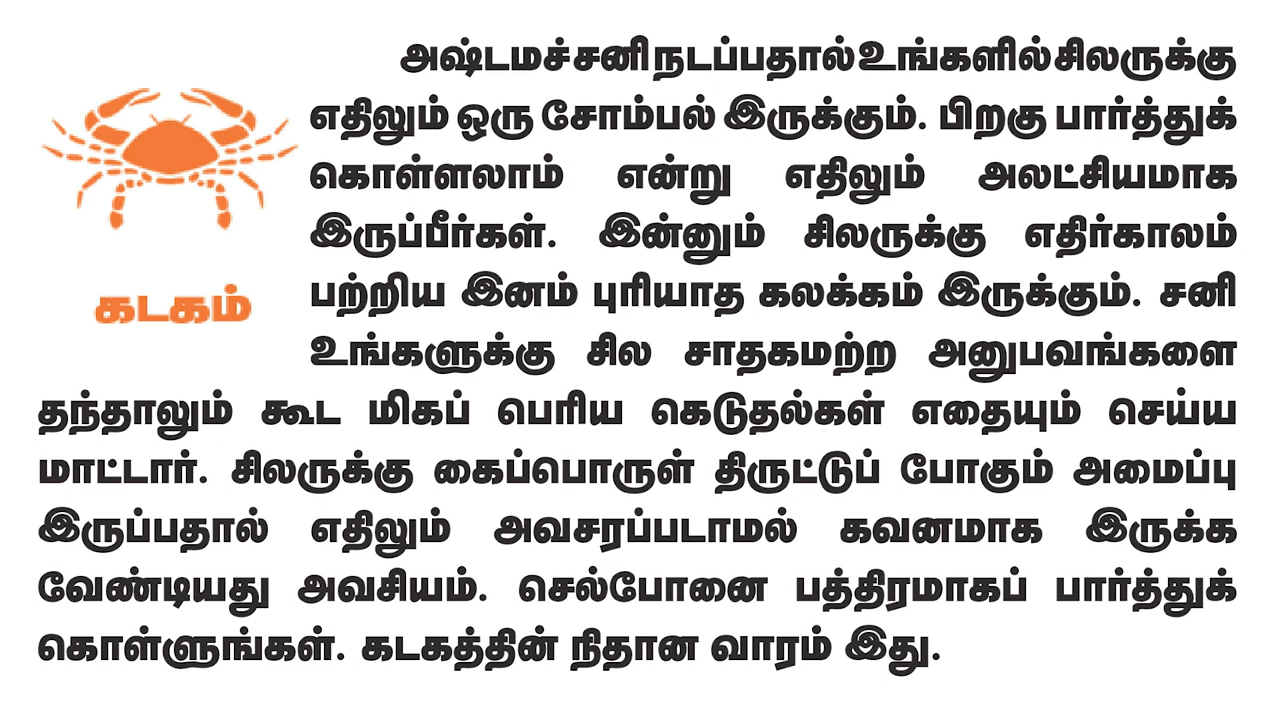 அஷ்டமச்சனி நடப்பதால் உங்களில் சிலருக்கு
எதிலும் ஒரு சோம்பல் இருக்கும். பிறகு பார்த்துக்
கொள்ளலாம் என்று எதிலும் அலட்சியமாக
இருப்பீர்கள். இன்னும் சிலருக்கு எதிர்காலம்
பற்றிய இனம் புரியாத கலக்கம் இருக்கும். சனி
உங்களுக்கு சில சாதகமற்ற அனுபவங்களை
தந்தாலும் கூட மிகப் பெரிய கெடுதல்கள் எதையும் செய்ய
மாட்டார். சிலருக்கு கைப்பொருள் திருட்டுப் போகும் அமைப்பு
இருப்பதால் எதிலும் அவசரப்படாமல் கவனமாக இருக்க
வேண்டியது அவசியம். செல்போனை பத்திரமாகப் பார்த்துக்
கொள்ளுங்கள். கடகத்தின் நிதான வாரம் இது.
கடகம்